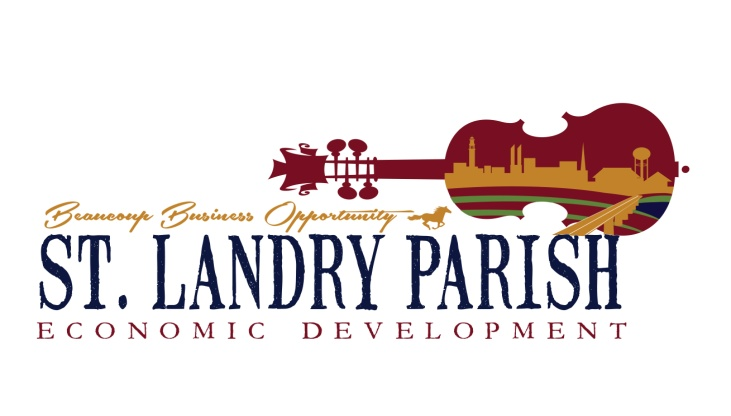 Beaucoup Business Opportunity
ST. LANDRY PARISH
ECONOMIC DEVELOPMENT